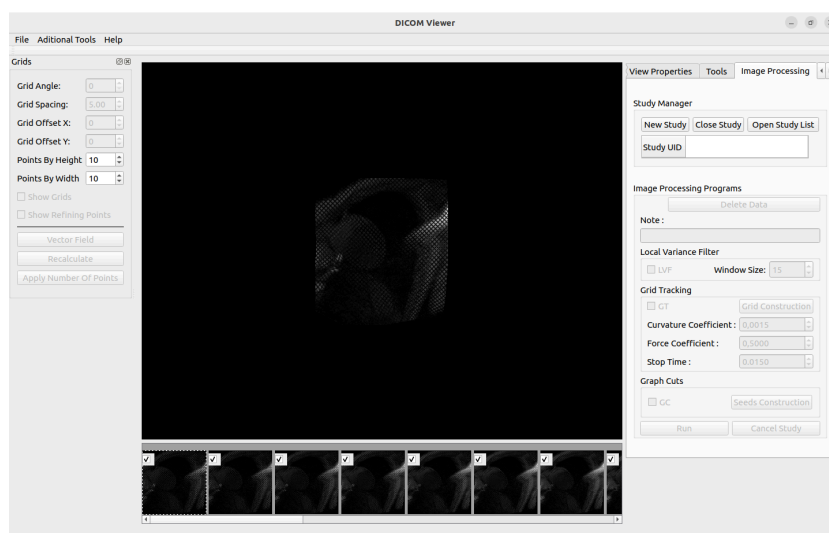 DICOM Viewer
File Aditional Tools Help
Grids
Grid Angle: 0
Grid Spacing: 5.00
Grid Offset X: 0
Grid Offset Y: 0
Points By Height 10
Points By Width 10
Show Grids
Show Refining Points
Vector Field
Recalculate
Apply Number Of Points
View Properties Tools Image Processing
Study Manager
New Study Close Study Open Study List
Study UID
Image Processing Programs
Delete Data
Note :
Local Variance Filter
LVF Window Size: 15
Grid Tracking
GT Grid Construction
Curvature Coefficient : 0,0015
Force Coefficient : 0,5000
Stop Time : 0.0150
Graph Cuts
GC Seeds Construction
Run Cancel Study